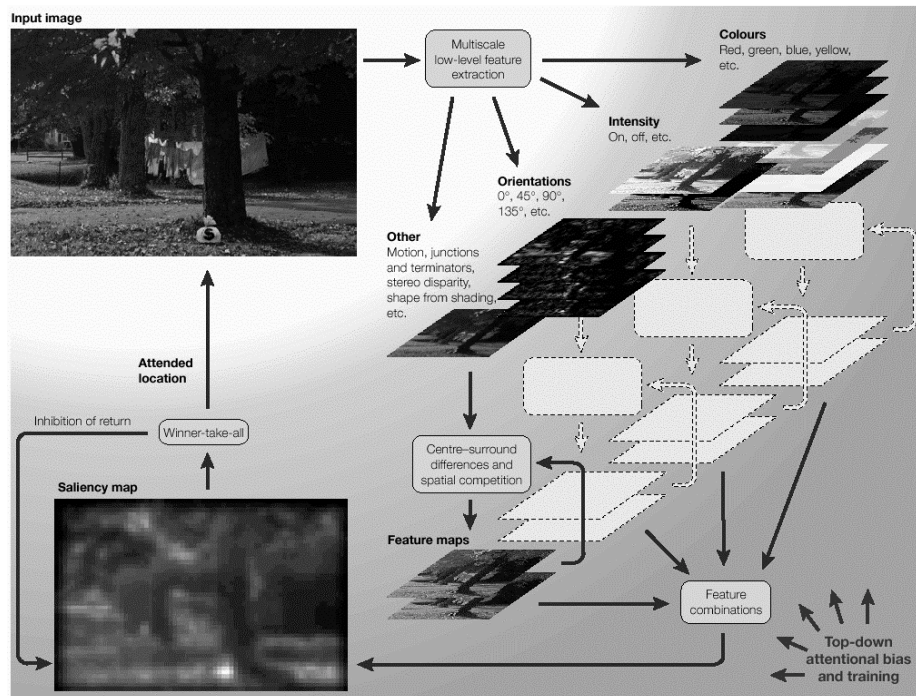 Input image
Multiscale
low-level feature
extraction
Colours
Red, green, blue, yellow,
etc.
Intensity
On, off, etc.
Orientations
0°, 45°, 90°,
135°, etc.
Other
Motion, junctions
and terminators,
stereo disparity,
shape from shading,
etc.
S
Attended
location
Inhibition of return
Winner-take-all
Centre–surround
differences and
spatial competition
Saliency map
Feature maps
Feature
combinations
Top-down
attentional bias
and training